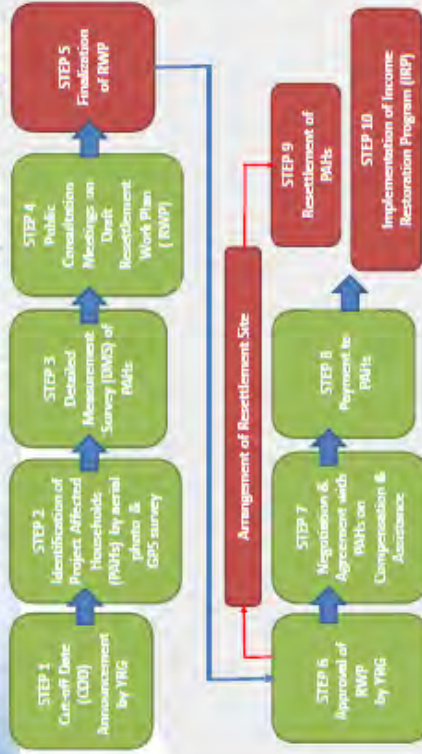 STEP 1
Cut-off Date
(COD)
Announcement
by YRG
STEP 2
Identification of
Project Affected
Households
(PAHs) by aerial
photo &
GPS survey
STEP 3
Detailed
Measurement
Survey (DMS) of
PAHs
STEP 4
Public
Consultation
Meetings on
Draft
Resettlement
Work Plan
(RWP)
STEP 5
Finalization
of RWP
Arrangement of Resettlement Site
STEP 6
Approval of
RWP
by YRG
STEP 7
Negotiation &
Agreement with
PAHs on
Compensation &
Assistance
STEP 8
Payment to
PAHs
STEP 9
Resettlement of
PAHs
STEP 10
Implementation of Income
Restoration Program (IRP)